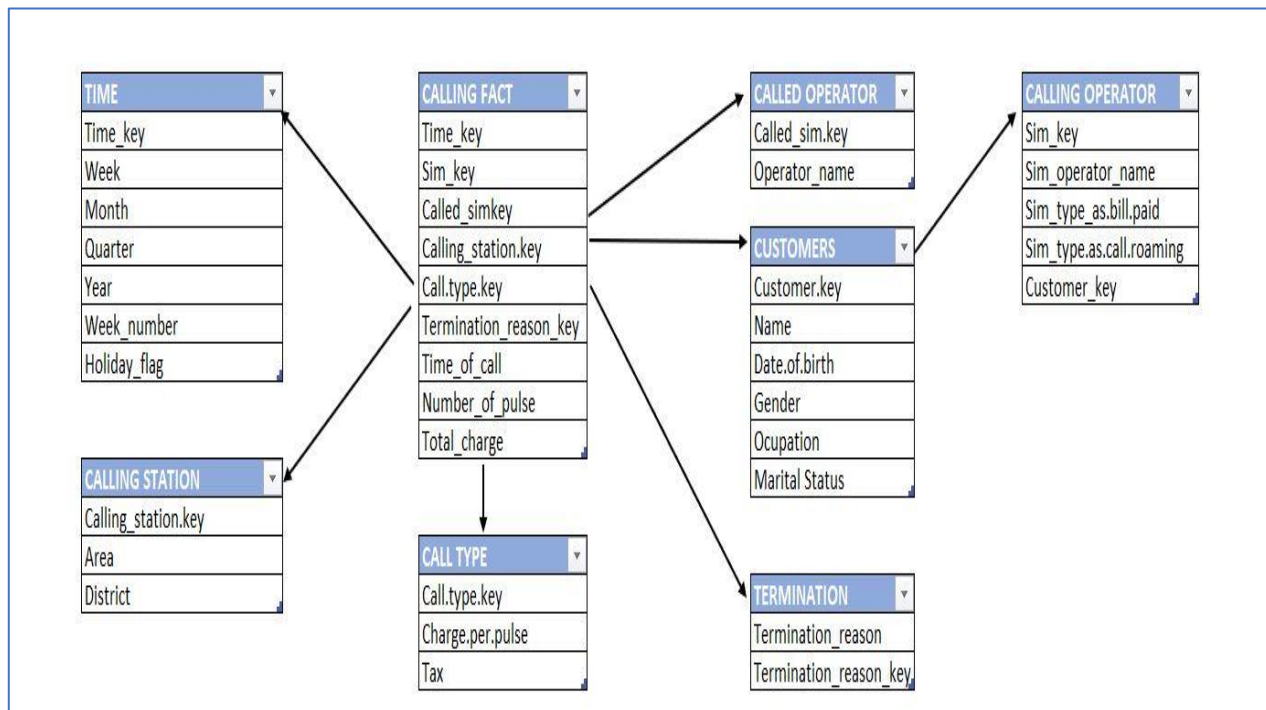 TIME
Time_key
Week
Month
Quarter
Year
Week_number
Holiday_flag
CALLING STATION
Calling_station.key
Area
District
CALLING FACT
Time_key
Sim_key
Called_simkey
Calling_station.key
Call.type.key
Termination_reason_key
Time_of_call
Number_of_pulse
Total_charge
CALL TYPE
Call.type.key
Charge.per.pulse
Tax
CALLED OPERATOR
Called_sim.key
Operator_name
CUSTOMERS
Customer.key
Name
Date.of.birth
Gender
Ocupation
Marital Status
TERMINATION
Termination_reason
Termination_reason_key
CALLING OPERATOR
Sim_key
Sim_operator_name
Sim_type_as.bill.paid
Sim_type.as.call.roaming
Customer_key